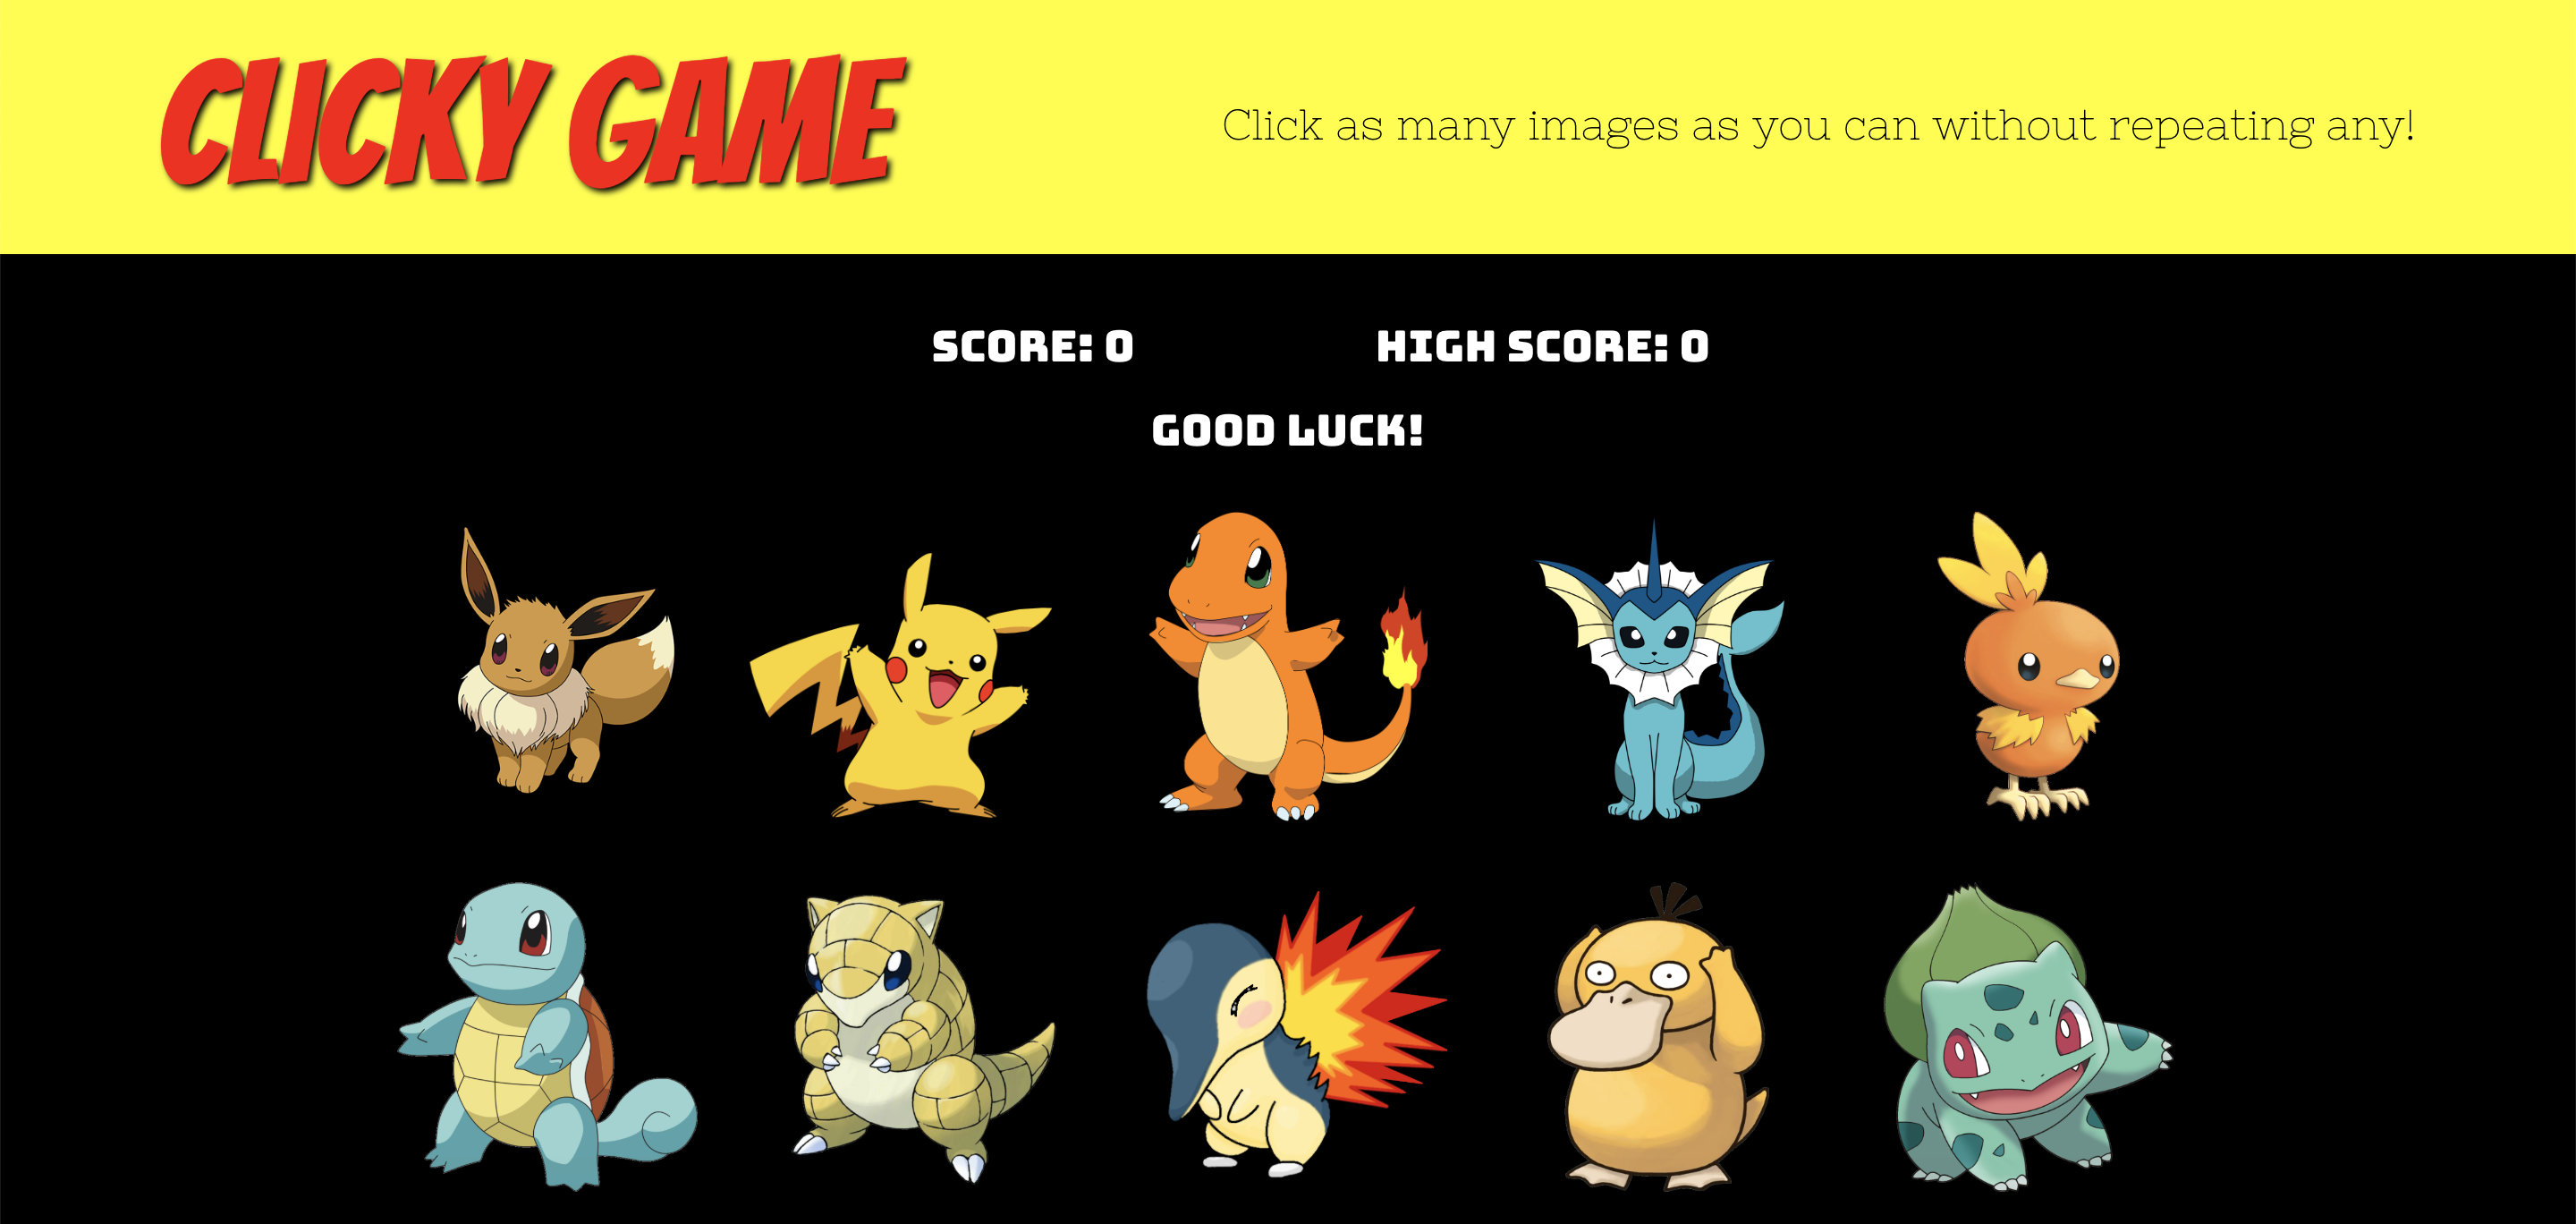 CLICKY GAME
Click as many images as you can without repeating any!
SCORE: 0
HIGH SCORE: 0
GOOD LUCK!